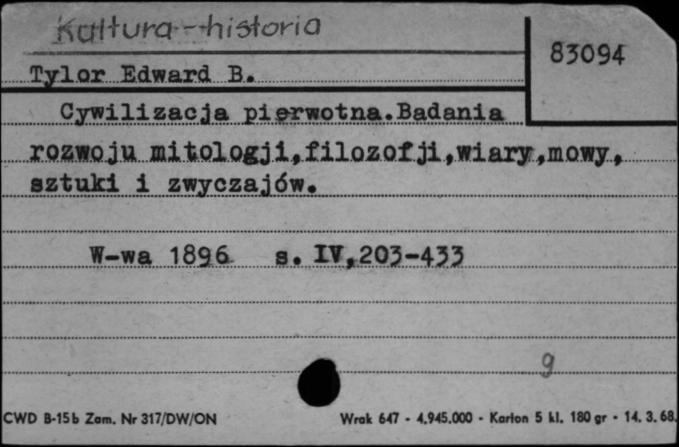 Kultura - historia
83094
Tylor Edward B.
Cywilizacja pierwotna.Badania
rozwoju mitologji,filozofji,wiary,mowy,
sztuki i zwyczajów.
W-wa 1896 s. IV,203-433
9
CWD B-15b Zam. Nr 317/DW/ON Wrak 647 - 4.945.000 - Karton 5 kl. 180 gr - 14. 3. 68.